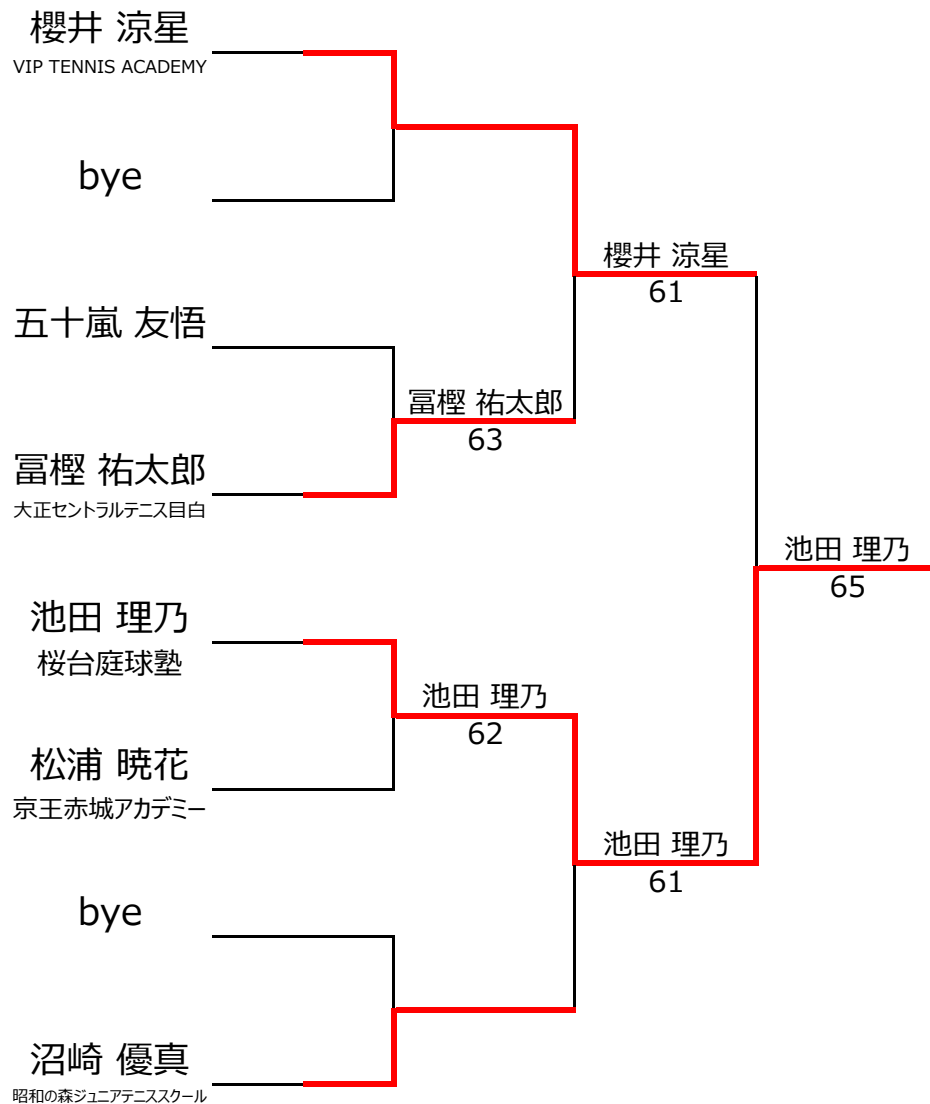 櫻井 涼星
VIP TENNIS ACADEMY
bye
櫻井 涼星
61
五十嵐 友悟
冨樫 祐太郎
63
冨樫 祐太郎
大正セントラルテニス目白
池田 理乃
65
池田 理乃
桜台庭球塾
池田 理乃
62
松浦 暁花
京王赤城アカデミー
池田 理乃
61
bye
沼崎 優真
昭和の森ジュニアテニススクール